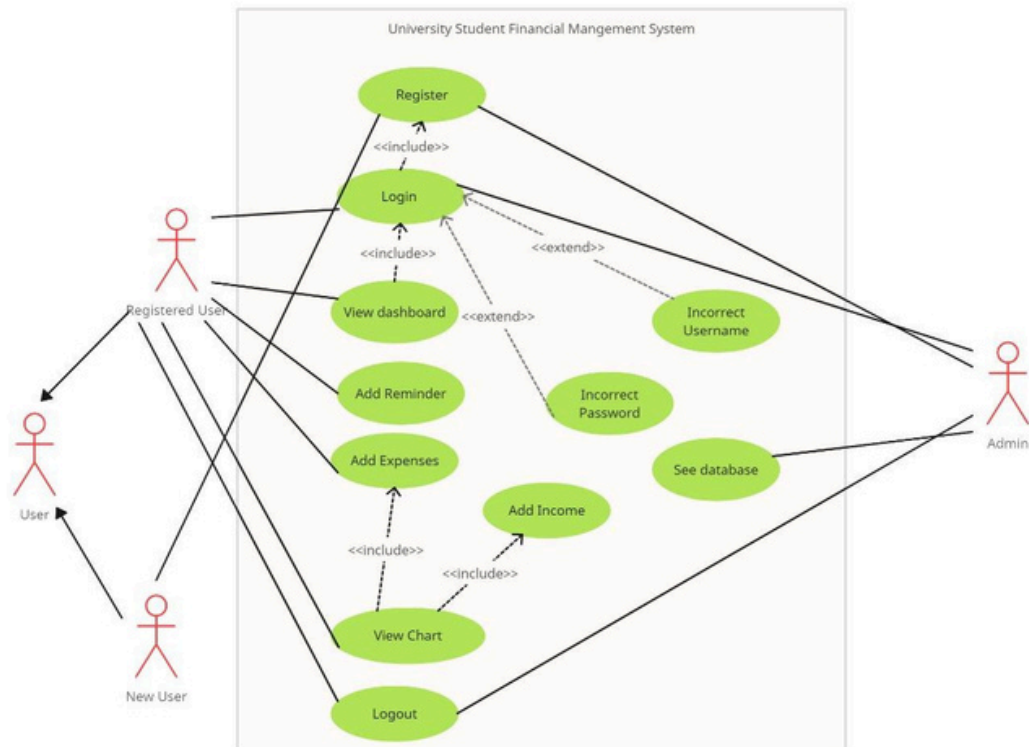 University Student Financial Mangement System
Register
<<include>>
Login
<<include>>
<<extend>>
Registered User
View dashboard
<<extend>>
Incorrect
Username
Add Reminder
Incorrect
Password
Admin
User
Add Expenses
See database
Add Income
<<include>>
<<include>>
View Chart
New User
Logout